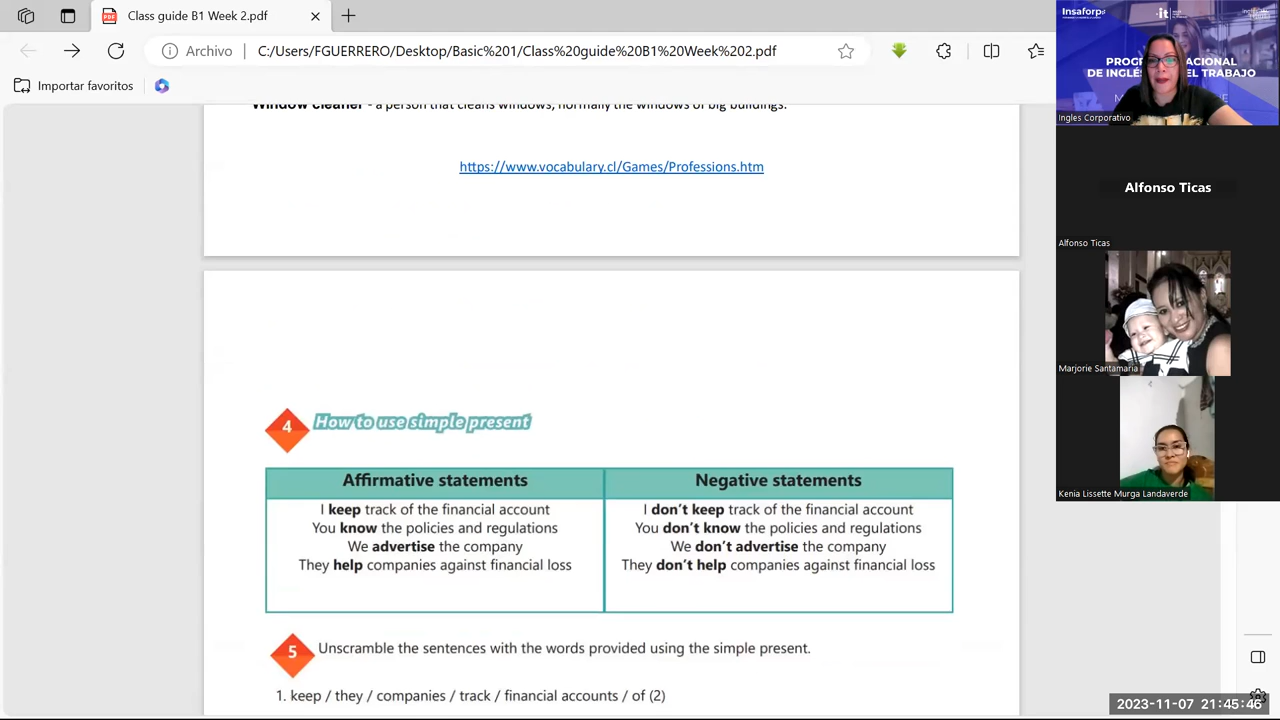 Class guide B1 Week 2.pdf
Archivo
C:/Users/FGUERRERO/Desktop/Basic%201/Class%20guide%20B1%20Week%202.pdf
Importar favoritos
Window cleaner - a person that cleans windows, normally the windows of big buildings.
https://www.vocabulary.cl/Games/Professions.htm
4 How to use simple present
Affirmative statements
I keep track of the financial account
You know the policies and regulations
We advertise the company
They help companies against financial loss
Negative statements
I don't keep track of the financial account
You don't know the policies and regulations
We don't advertise the company
They don't help companies against financial loss
5 Unscramble the sentences with the words provided using the simple present.
1. keep / they / companies / track / financial accounts / of (2)
Insaforp
it
Ingles Corporativo
Alfonso Ticas
Alfonso Ticas
Marjorie Santamaria
Kenia Lissette Murga Landaverde
2023-11-07 21:45:46